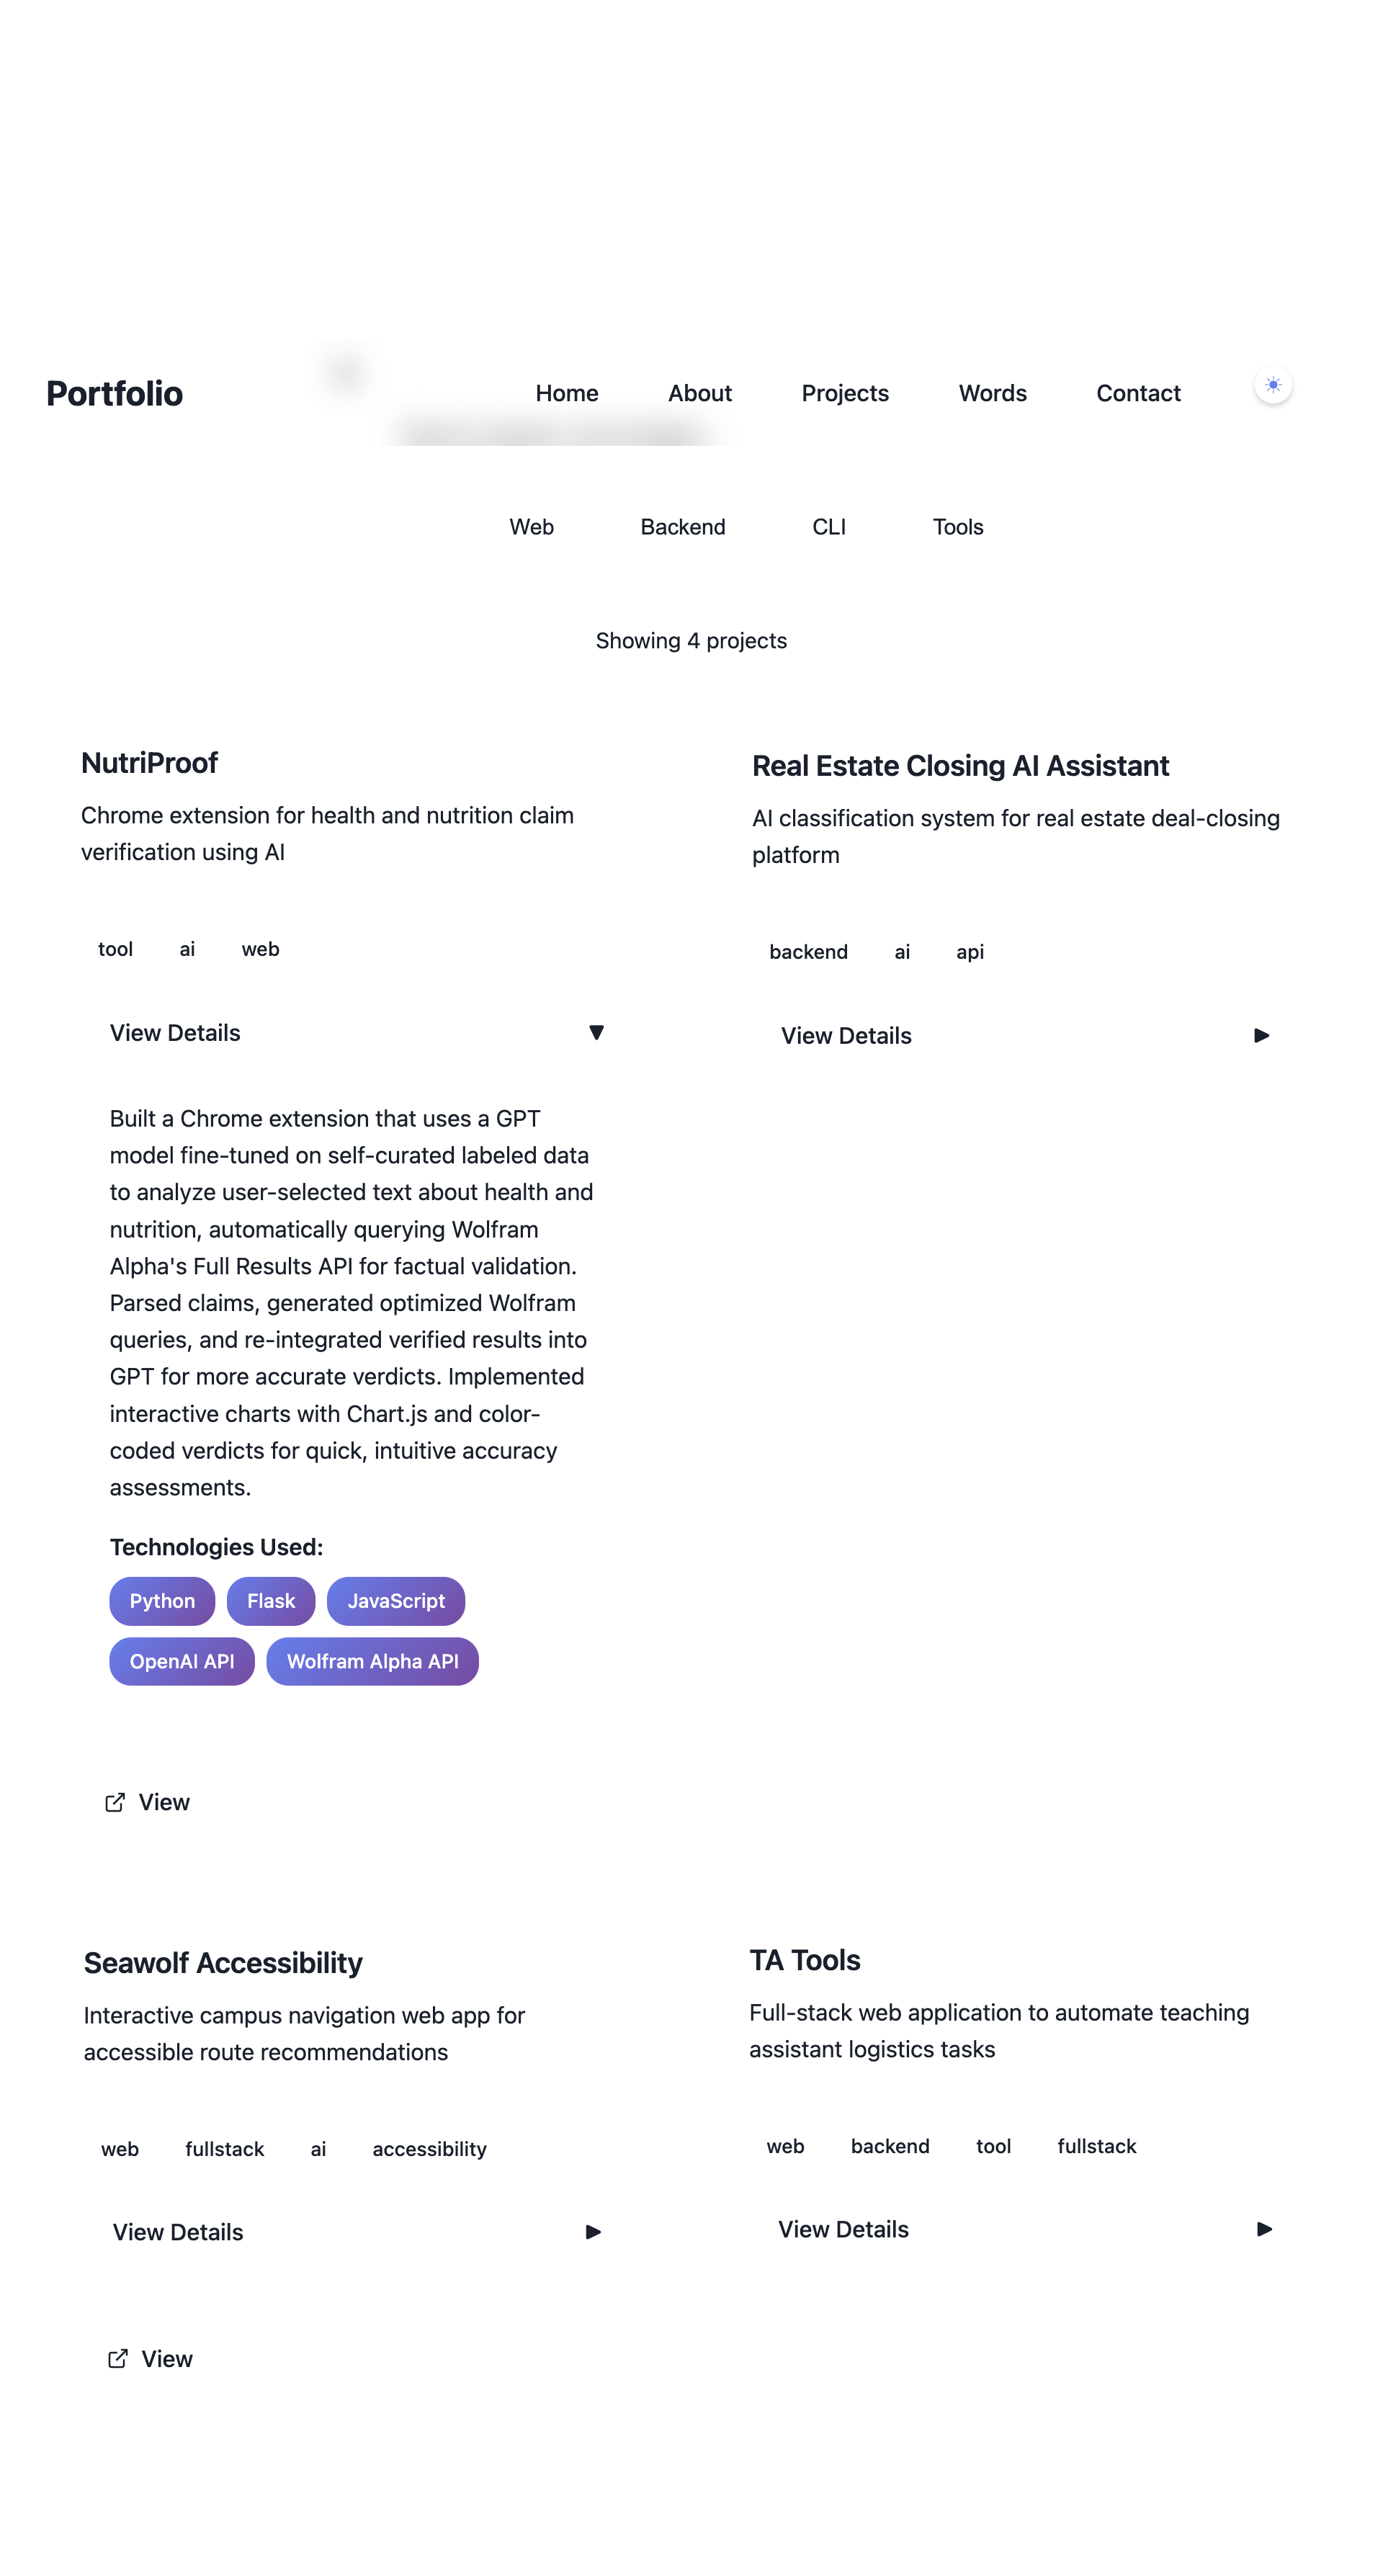 Portfolio
Home About Projects Words Contact
Web Backend CLI Tools
Showing 4 projects
NutriProof
Chrome extension for health and nutrition claim
verification using AI
tool ai web
View Details
Built a Chrome extension that uses a GPT
model fine-tuned on self-curated labeled data
to analyze user-selected text about health and
nutrition, automatically querying Wolfram
Alpha's Full Results API for factual validation.
Parsed claims, generated optimized Wolfram
queries, and re-integrated verified results into
GPT for more accurate verdicts. Implemented
interactive charts with Chart.js and color-
coded verdicts for quick, intuitive accuracy
assessments.
Technologies Used:
Python Flask JavaScript
OpenAI API Wolfram Alpha API
View
Real Estate Closing AI Assistant
AI classification system for real estate deal-closing
platform
backend ai api
View Details
Seawolf Accessibility
Interactive campus navigation web app for
accessible route recommendations
web fullstack ai accessibility
View Details
View
TA Tools
Full-stack web application to automate teaching
assistant logistics tasks
web backend tool fullstack
View Details